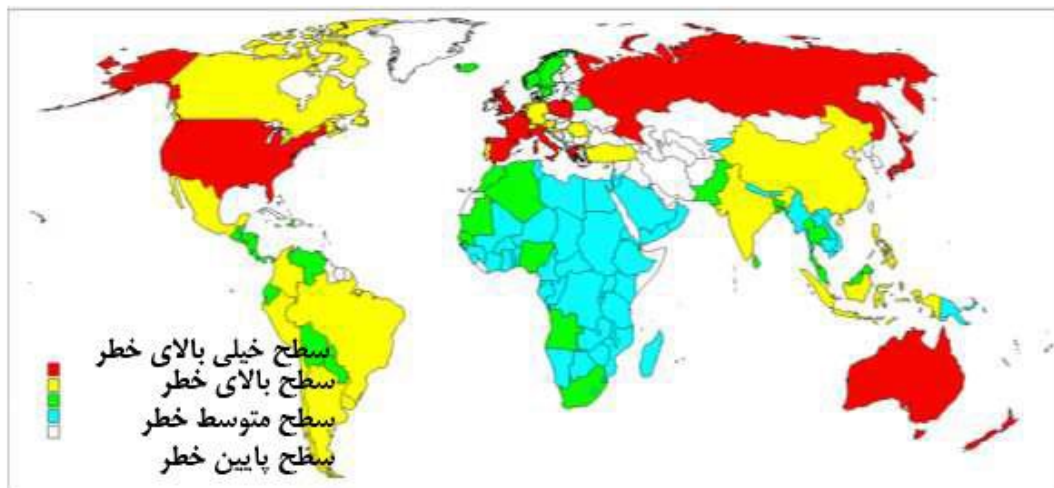 سطح خیلی بالای خطر
سطح بالای خطر
سطح متوسط خطر
سطح پایین خطر